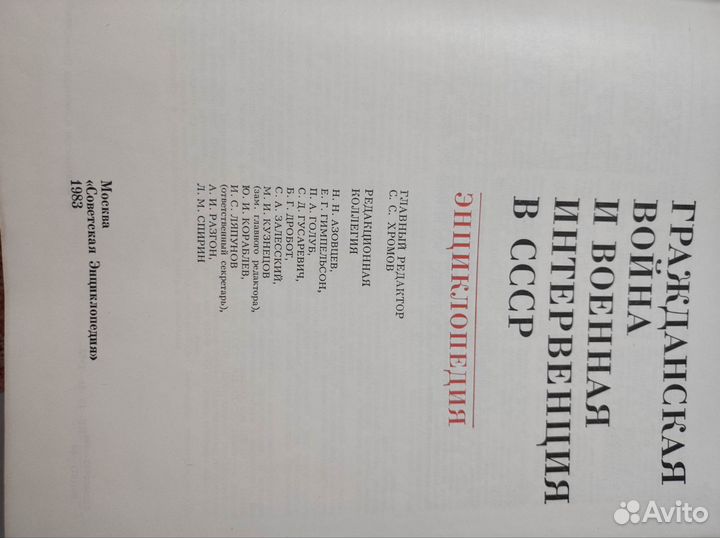 ГРАЖДАНСКАЯ
ВОЙНА
И ВОЕННАЯ
ИНТЕРВЕНЦИЯ
В СССР
ЭНЦИКЛОПЕДИЯ
ГЛАВНЫЙ РЕДАКТОР
С. С. ХРОМОВ
РЕДАКЦИОННАЯ
КОЛЛЕГИЯ
Н. Н. АЗОВЦЕВ,
Е. Г. ГИМПЕЛЬСОН,
П. А. ГОЛУБ,
С. Д. ГУСАРЕВИЧ,
Б. Г. ДРОБОТ,
С. А. ЗАЛЕССКИЙ,
М. И. КУЗНЕЦОВ
(зам. главного редактора),
Ю. И. КОРАБЛЕВ,
И. С. ЛЯПУНОВ
(ответственный секретарь),
А. И. РАЗГОН,
Л. М. СПИРИН
Москва
«Советская Энциклопедия»
1983
Avito